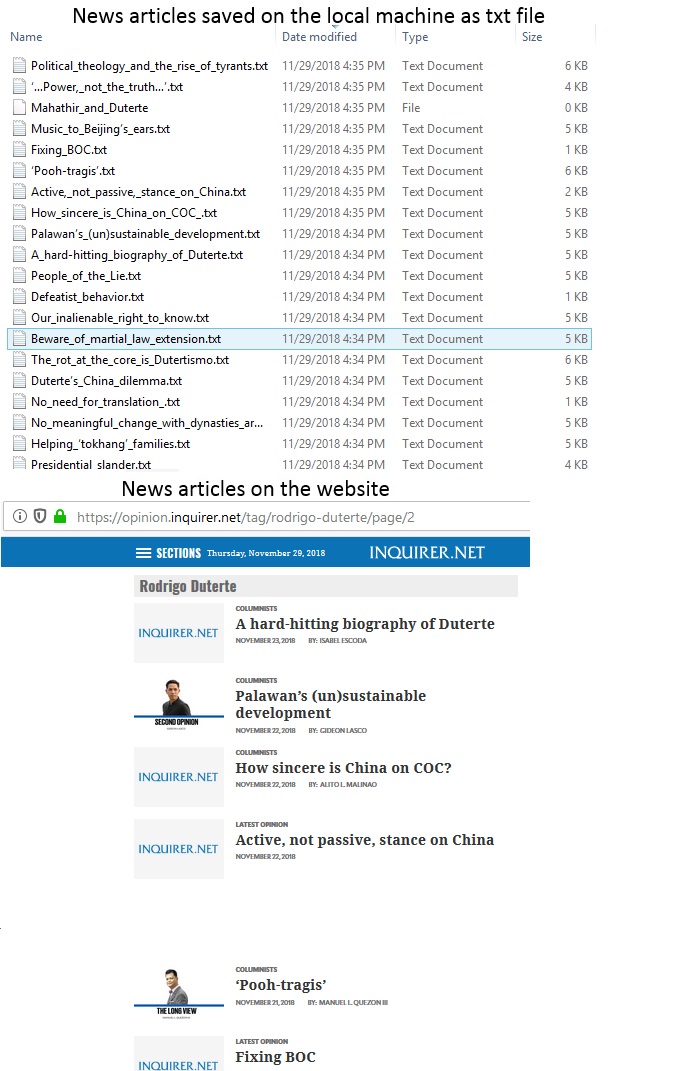 News articles saved on the local machine as txt file
Name Date modified Type Size
Political_theology_and_the_rise_of_tyrants.txt 11/29/2018 4:35 PM Text Document 6 KB
‘...Power,_not_the_truth...’.txt 11/29/2018 4:35 PM Text Document 4 KB
Mahathir_and_Duterte 11/29/2018 4:35 PM File 0 KB
Music_to_Beijing’s_ears.txt 11/29/2018 4:35 PM Text Document 5 KB
Fixing_BOC.txt 11/29/2018 4:35 PM Text Document 1 KB
‘Pooh-tragis’.txt 11/29/2018 4:35 PM Text Document 6 KB
Active,_not_passive,_stance_on_China.txt 11/29/2018 4:35 PM Text Document 2 KB
How_sincere_is_China_on_COC_.txt 11/29/2018 4:34 PM Text Document 5 KB
Palawan’s_(un)sustainable_development.txt 11/29/2018 4:34 PM Text Document 5 KB
A_hard-hitting_biography_of_Duterte.txt 11/29/2018 4:34 PM Text Document 5 KB
People_of_the_Lie.txt 11/29/2018 4:34 PM Text Document 5 KB
Defeatist_behavior.txt 11/29/2018 4:34 PM Text Document 1 KB
Our_inalienable_right_to_know.txt 11/29/2018 4:34 PM Text Document 5 KB
Beware_of_martial_law_extension.txt 11/29/2018 4:34 PM Text Document 5 KB
The_rot_at_the_core_is_Dutertismo.txt 11/29/2018 4:34 PM Text Document 6 KB
Duterte’s_China_dilemma.txt 11/29/2018 4:34 PM Text Document 5 KB
No_need_for_translation_.txt 11/29/2018 4:34 PM Text Document 1 KB
No_meaningful_change_with_dynasties_ar... 11/29/2018 4:34 PM Text Document 5 KB
Helping_‘tokhang’_families.txt 11/29/2018 4:34 PM Text Document 5 KB
Presidential_slander.txt 11/29/2018 4:34 PM Text Document 4 KB
News articles on the website
https://opinion.inquirer.net/tag/rodrigo-duterte/page/2
SECTIONS Thursday, November 29, 2018 INQUIRER.NET
Rodrigo Duterte
COLUMNISTS
INQUIRER.NET
A hard-hitting biography of Duterte
NOVEMBER 23, 2018 BY: ISABEL ESCODA
COLUMNISTS
Palawan’s (un)sustainable
development
SECOND OPINION
GIDEON LASCO
NOVEMBER 22, 2018 BY: GIDEON LASCO
COLUMNISTS
INQUIRER.NET
How sincere is China on COC?
NOVEMBER 22, 2018 BY: ALITO L. MALINAO
LATEST OPINION
INQUIRER.NET
Active, not passive, stance on China
NOVEMBER 22, 2018
COLUMNISTS
‘Pooh-tragis’
NOVEMBER 21, 2018 BY: MANUEL L. QUEZON III
THE LONG VIEW
MANUEL L. QUEZON III
LATEST OPINION
Fixing BOC
INQUIRER.NET